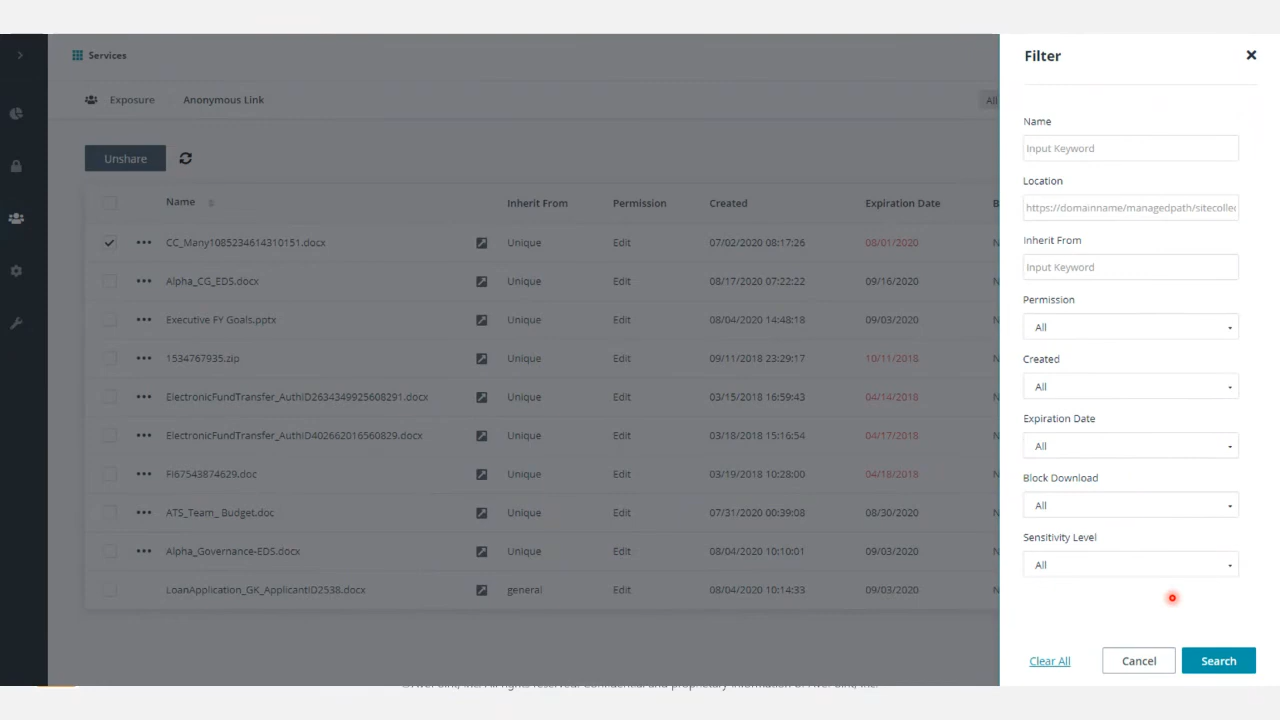 Services
Filter
Exposure
Anonymous Link
All
Unshare
Name
Inherit From
Permission
Created
Expiration Date
CC_Many1085234614310151.docx Unique Edit 07/02/2020 08:17:26 08/01/2020
Alpha_CG_EDS.docx Unique Edit 08/17/2020 07:22:22 09/16/2020
Executive FY Goals.pptx Unique Edit 08/04/2020 14:48:18 09/03/2020
1534767935.zip Unique Edit 09/11/2018 23:29:17 10/11/2018
ElectronicFundTransfer_AuthID2634349925608291.docx Unique Edit 03/15/2018 16:59:43 04/14/2018
ElectronicFundTransfer_AuthID402662016560829.docx Unique Edit 03/18/2018 15:16:54 04/17/2018
FI67543874629.doc Unique Edit 03/19/2018 10:28:00 04/18/2018
ATS_Team_ Budget.doc Unique Edit 07/31/2020 00:39:08 08/30/2020
Alpha_Governance-EDS.docx Unique Edit 08/04/2020 10:10:01 09/03/2020
LoanApplication_GK_ApplicantID2538.docx general Edit 08/04/2020 10:14:33 09/03/2020
Name
Input Keyword
Location
https://domainname/managedpath/sitecollec
Inherit From
Input Keyword
Permission
All
Created
All
Expiration Date
All
Block Download
All
Sensitivity Level
All
Clear All
Cancel
Search